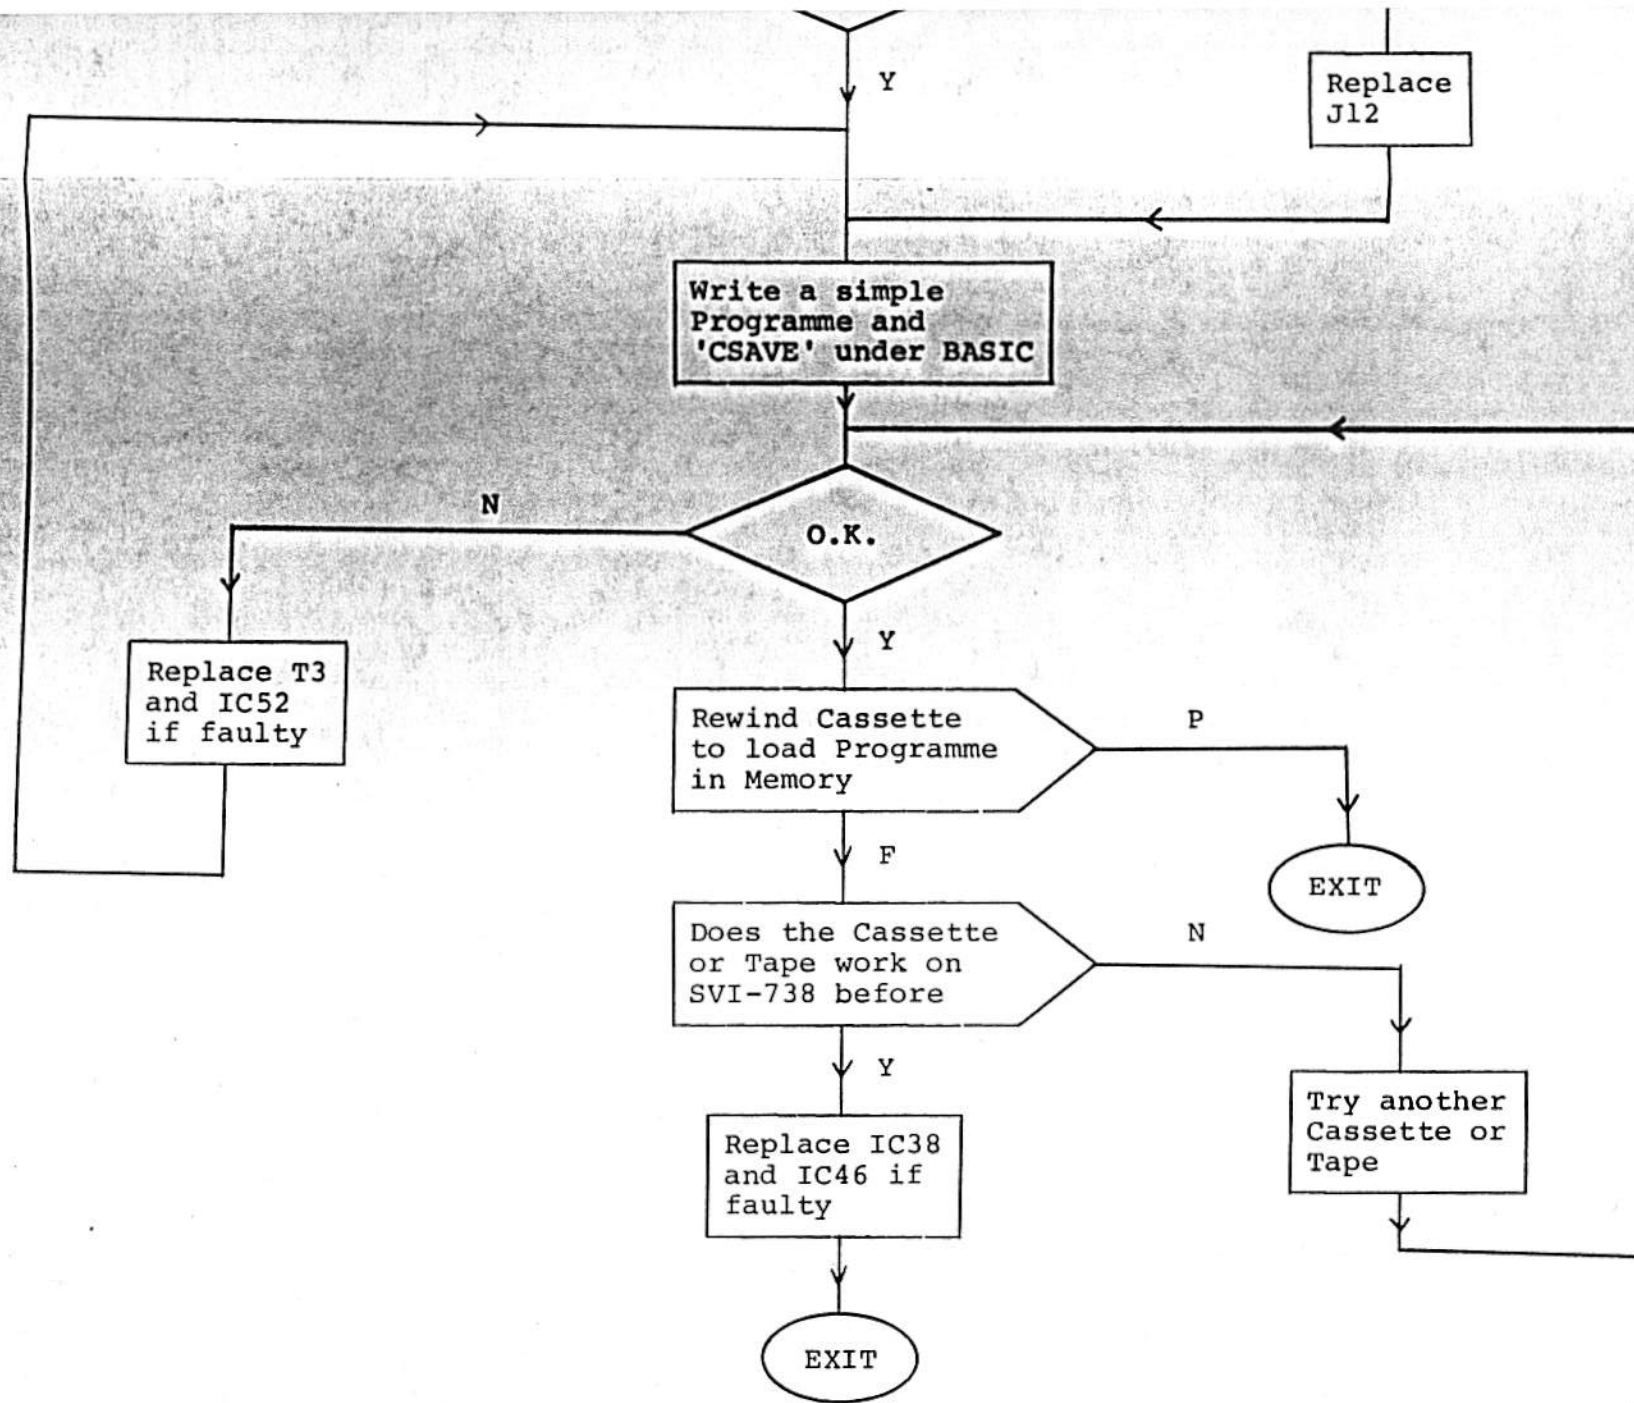 Y
Replace
J12
Write a simple
Programme and
'CSAVE' under BASIC
N
O.K.
Y
Replace T3
and IC52
if faulty
Rewind Cassette
to load Programme
in Memory
P
EXIT
F
Does the Cassette
or Tape work on
SVI-738 before
N
Y
Try another
Cassette or
Tape
Replace IC38
and IC46 if
faulty
EXIT